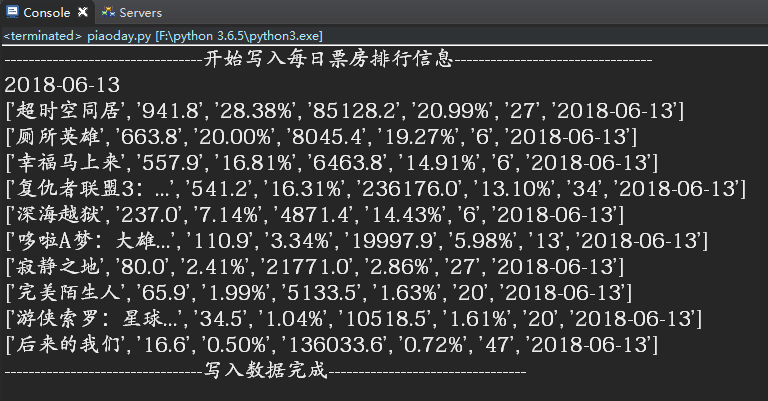 Console Servers
<terminated> piaoday.py [F:\python 3.6.5\python3.exe]
---------------------------------开始写入每日票房排行信息---------------------------------
2018-06-13
['超时空同居','941.8','28.38%','85128.2','20.99%','27','2018-06-13']
['厕所英雄','663.8','20.00%','8045.4','19.27%','6','2018-06-13']
['幸福马上来','557.9','16.81%','6463.8','14.91%','6','2018-06-13']
['复仇者联盟3：...','541.2','16.31%','236176.0','13.10%','34','2018-06-13']
['深海越狱','237.0','7.14%','4871.4','14.43%','6','2018-06-13']
['哆啦A梦：大雄...','110.9','3.34%','19997.9','5.98%','13','2018-06-13']
['寂静之地','80.0','2.41%','21771.0','2.86%','27','2018-06-13']
['完美陌生人','65.9','1.99%','5133.5','1.63%','20','2018-06-13']
['游侠索罗：星球...','34.5','1.04%','10518.5','1.61%','20','2018-06-13']
['后来的我们','16.6','0.50%','136033.6','0.72%','47','2018-06-13']
---------------------------------写入数据完成---------------------------------